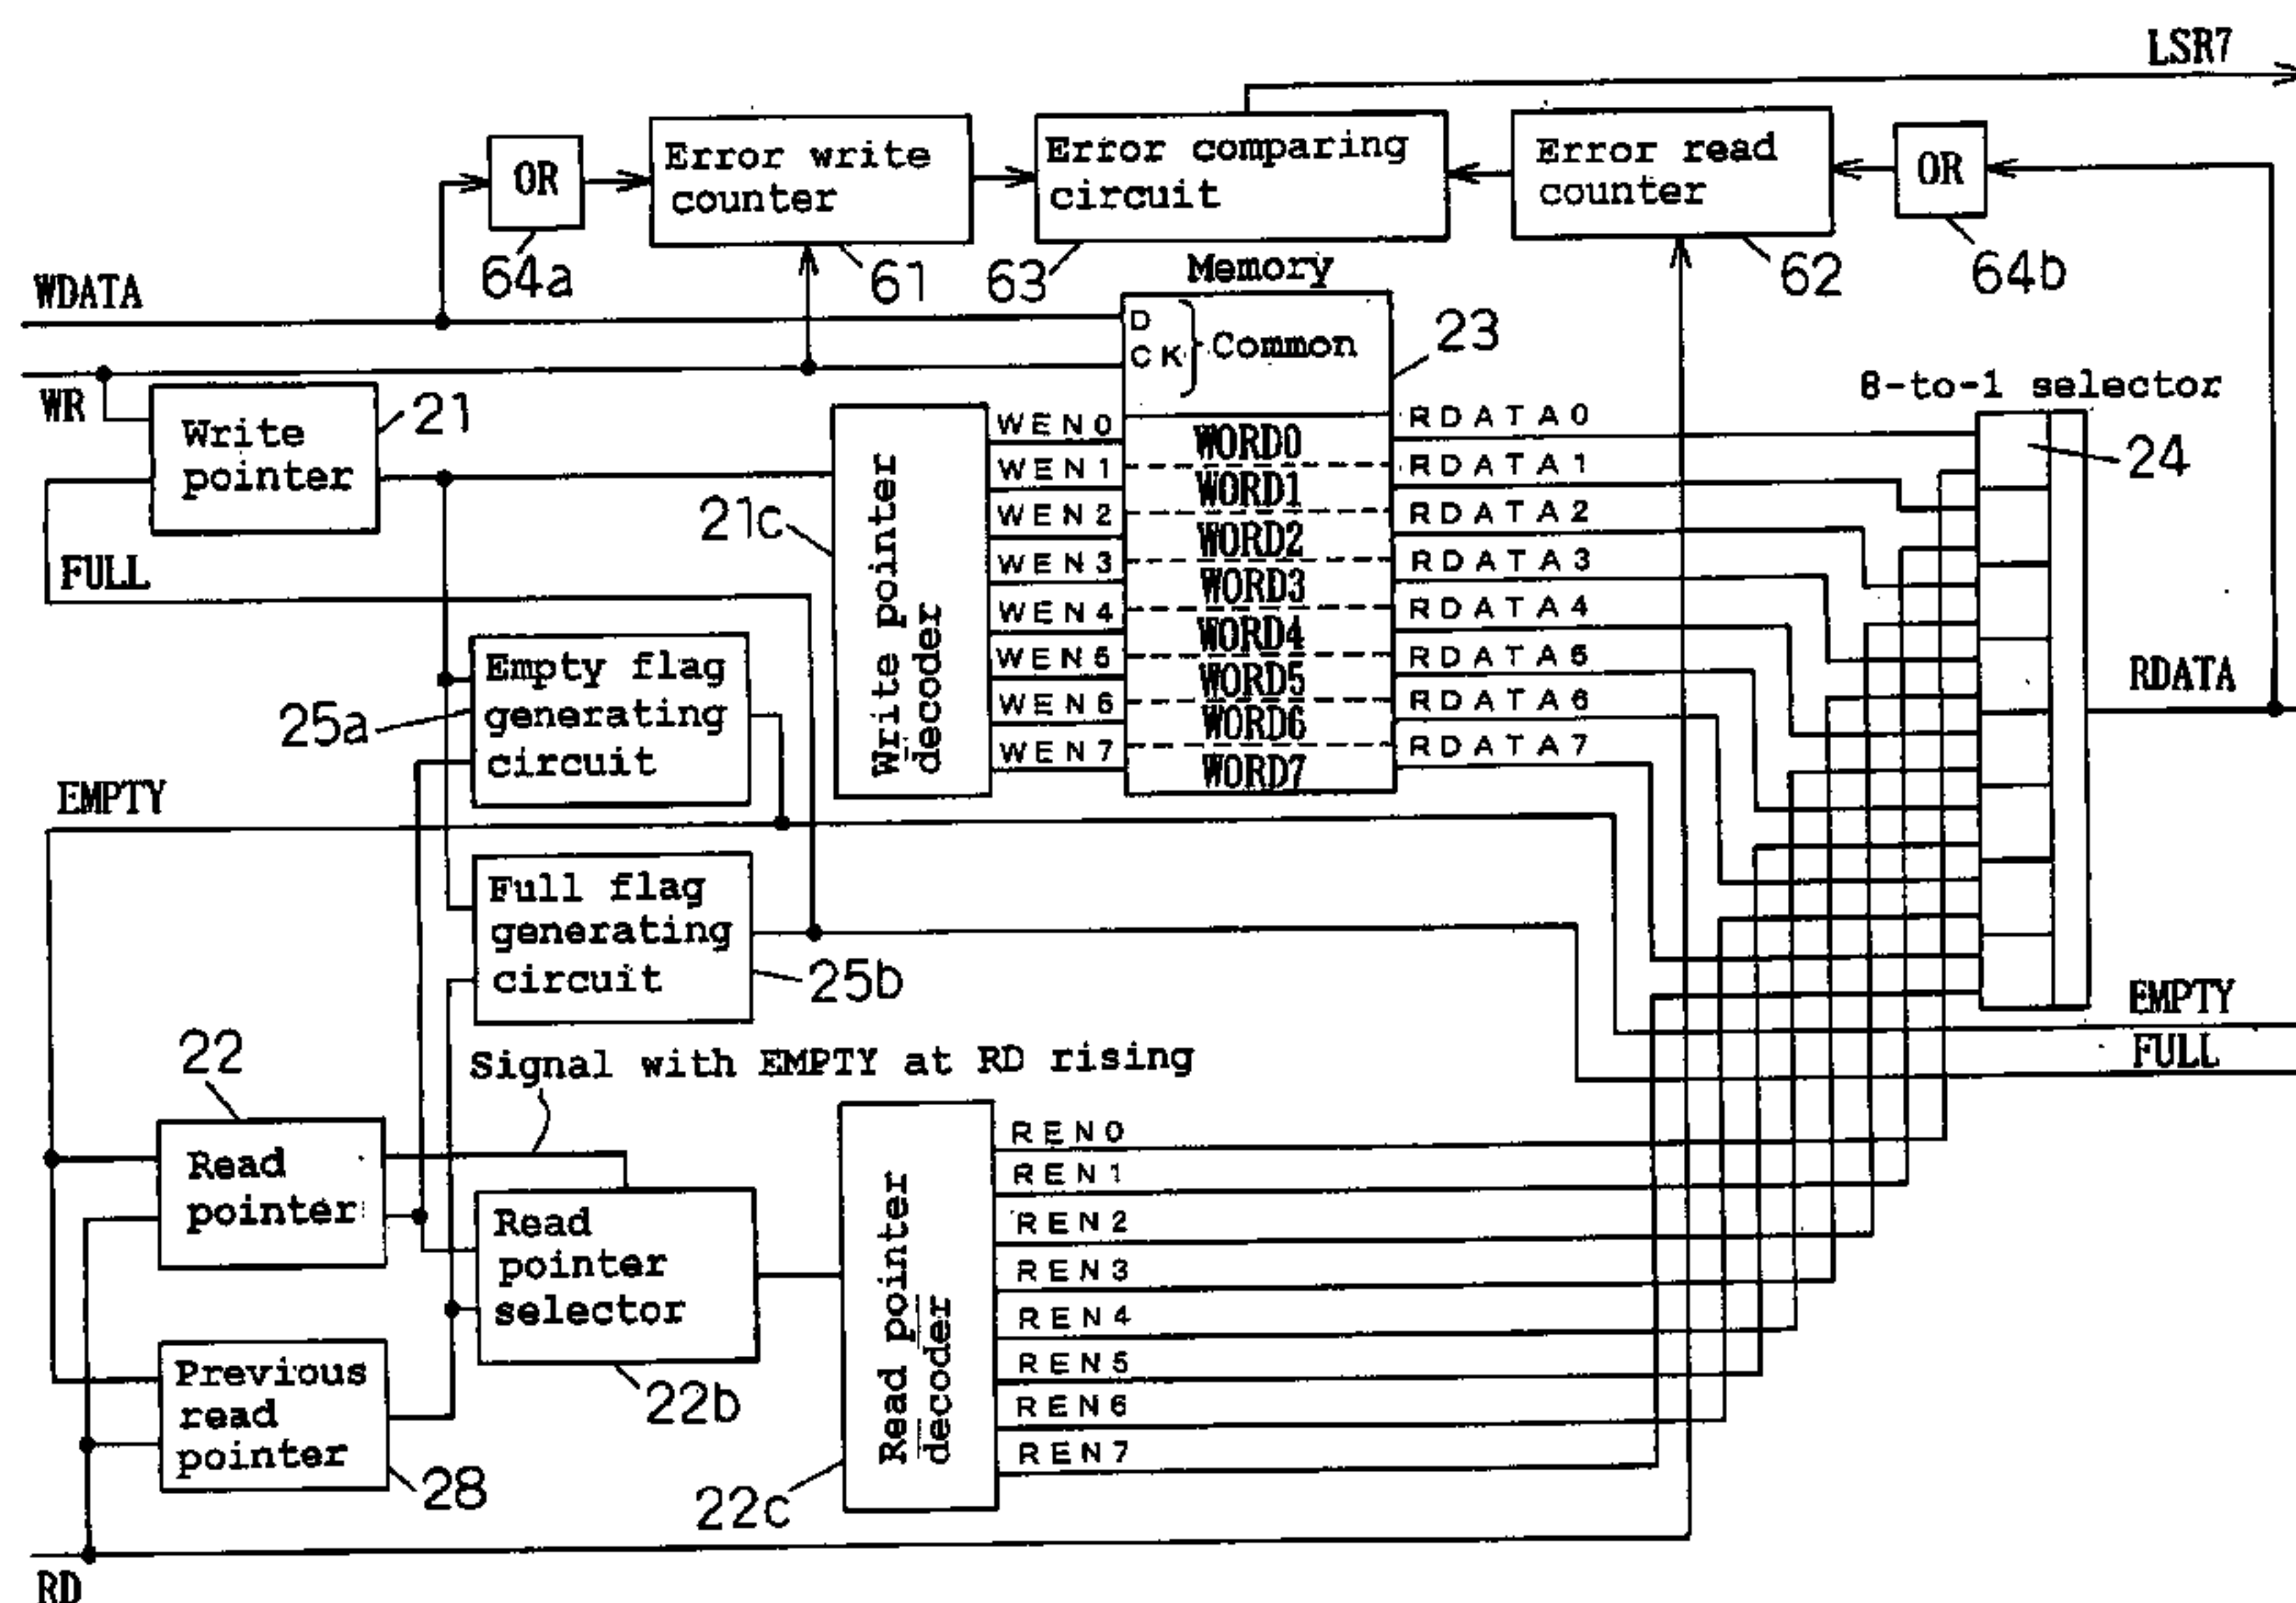 LSR7
OR
Error write
counter
Error comparing
circuit
Error read
counter
OR
64a
61
63
62
64b
WDATA
Memory
D
CK
Common
23
WR
21
Write
pointer
8-to-1 selector
24
FULL
21c
Write pointer
decoder
WEN0
WEN1
WEN2
WEN3
WEN4
WEN5
WEN6
WEN7
WORD0
WORD1
WORD2
WORD3
WORD4
WORD5
WORD6
WORD7
RDATA0
RDATA1
RDATA2
RDATA3
RDATA4
RDATA5
RDATA6
RDATA7
RDATA
Empty flag
generating
circuit
25a
EMPTY
Full flag
generating
circuit
25b
EMPTY
FULL
22
Signal with EMPTY at RD rising
Read
pointer
Read
pointer
selector
22b
Previous
read
pointer
28
Read pointer
decoder
22c
REN0
REN1
REN2
REN3
REN4
REN5
REN6
REN7
RD